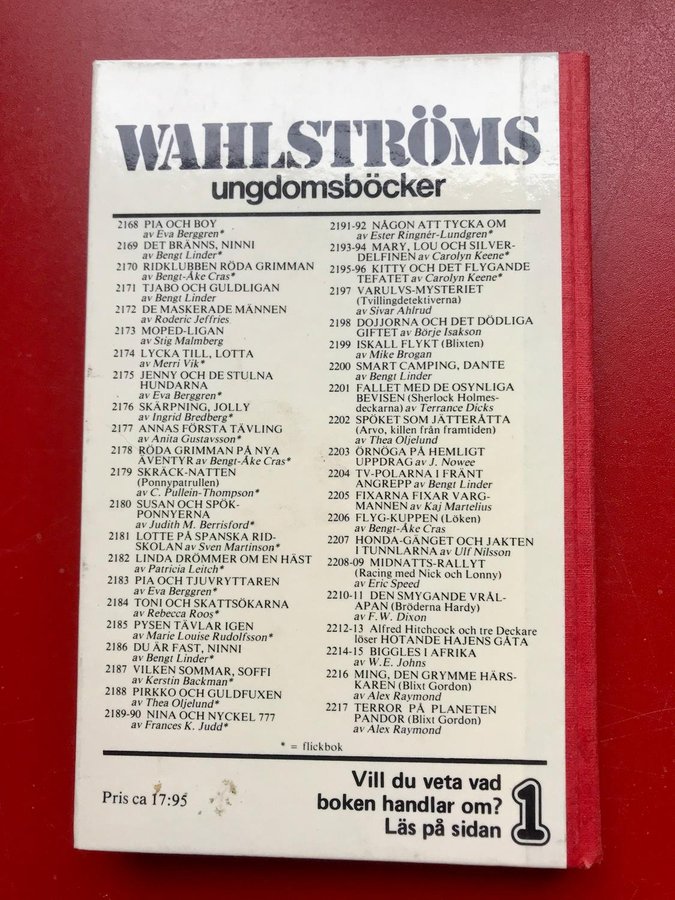 WAHLSTRÖMS
ungdomsböcker
2168 PIA OCH BOY
av Eva Berggren*
2169 DET BRÄNNS, NINNI
av Bengt Linder*
2170 RIDKLUBBEN RÖDA GRIMMAN
av Bengt-Åke Cras*
2171 TJABO OCH GULDLIGAN
av Bengt Linder
2172 DE MASKERADE MÄNNEN
av Roderic Jeffries
2173 MOPED-LIGAN
av Stig Malmberg
2174 LYCKA TILL, LOTTA
av Merri Vik*
2175 JENNY OCH DE STULNA
HUNDARNA
av Eva Berggren*
2176 SKÄRPNING, JOLLY
av Ingrid Bredberg*
2177 ANNAS FÖRSTA TÄVLING
av Anita Gustavsson*
2178 RÖDA GRIMMAN PÅ NYA
ÄVENTYR av Bengt-Åke Cras*
2179 SKRÄCK-NATTEN
(Ponnypatrullen)
av C. Pullein-Thompson*
2180 SUSAN OCH SPÖK-
PONNYERNA
av Judith M. Berrisford*
2181 LOTTE PÅ SPANSKA RID-
SKOLAN av Sven Martinson*
2182 LINDA DRÖMMER OM EN HÄST
av Patricia Leitch*
2183 PIA OCH TJUVRYTTAREN
av Eva Berggren*
2184 TONI OCH SKATTSÖKARNA
av Rebecca Roos*
2185 PYSEN TÄVLAR IGEN
av Marie Louise Rudolfsson*
2186 DU ÄR FAST, NINNI
av Bengt Linder*
2187 VILKEN SOMMAR, SOFFI
av Kerstin Backman*
2188 PIRKKO OCH GULDFUXEN
av Thea Oljelund*
2189-90 NINA OCH NYCKEL 777
av Frances K. Judd*
2191-92 NÅGON ATT TYCKA OM
av Ester Ringnér-Lundgren*
2193-94 MARY, LOU OCH SILVER-
DELFINEN av Carolyn Keene*
2195-96 KITTY OCH DET FLYGANDE
TEFATET av Carolyn Keene*
2197 VARULVS-MYSTERIET
(Tvillingdetektiverna)
av Sivar Ahlrud
2198 DOJJORNA OCH DET DÖDLIGA
GIFTET av Börje Isakson
2199 ISKALL FLYKT (Blixten)
av Mike Brogan
2200 SMART CAMPING, DANTE
av Bengt Linder
2201 FALLET MED DE OSYNLIGA
BEVISEN (Sherlock Holmes-
deckarna) av Terrance Dicks
2202 SPÖKET SOM JÄTTERÅTTA
(Arvo, killen från framtiden)
av Thea Oljelund
2203 ÖRNÖGA PÅ HEMLIGT
UPPDRAG av J. Nowee
2204 TV-POLARNA I FRÄNT
ANGREPP av Bengt Linder
2205 FIXARNA FIXAR VARG-
MANNEN av Kaj Martelius
2206 FLYG-KUPPEN (Löken)
av Bengt-Åke Cras
2207 HONDA-GÄNGET OCH JAKTEN
I TUNNLARNA av Ulf Nilsson
2208-09 MIDNATTS-RALLYT
(Racing med Nick och Lonny)
av Eric Speed
2210-11 DEN SMYGANDE VRÅL-
APAN (Bröderna Hardy)
av F.W. Dixon
2212-13 Alfred Hitchcock och tre Deckare
löser HOTANDE HAJENS GÅTA
2214-15 BIGGLES I AFRIKA
av W.E. Johns
2216 MING, DEN GRYMME HÄRS-
KAREN (Blixt Gordon)
av Alex Raymond
2217 TERROR PÅ PLANETEN
PANDOR (Blixt Gordon)
av Alex Raymond
* = flickbok
Pris ca 17:95
Vill du veta vad
boken handlar om?
Läs på sidan 1